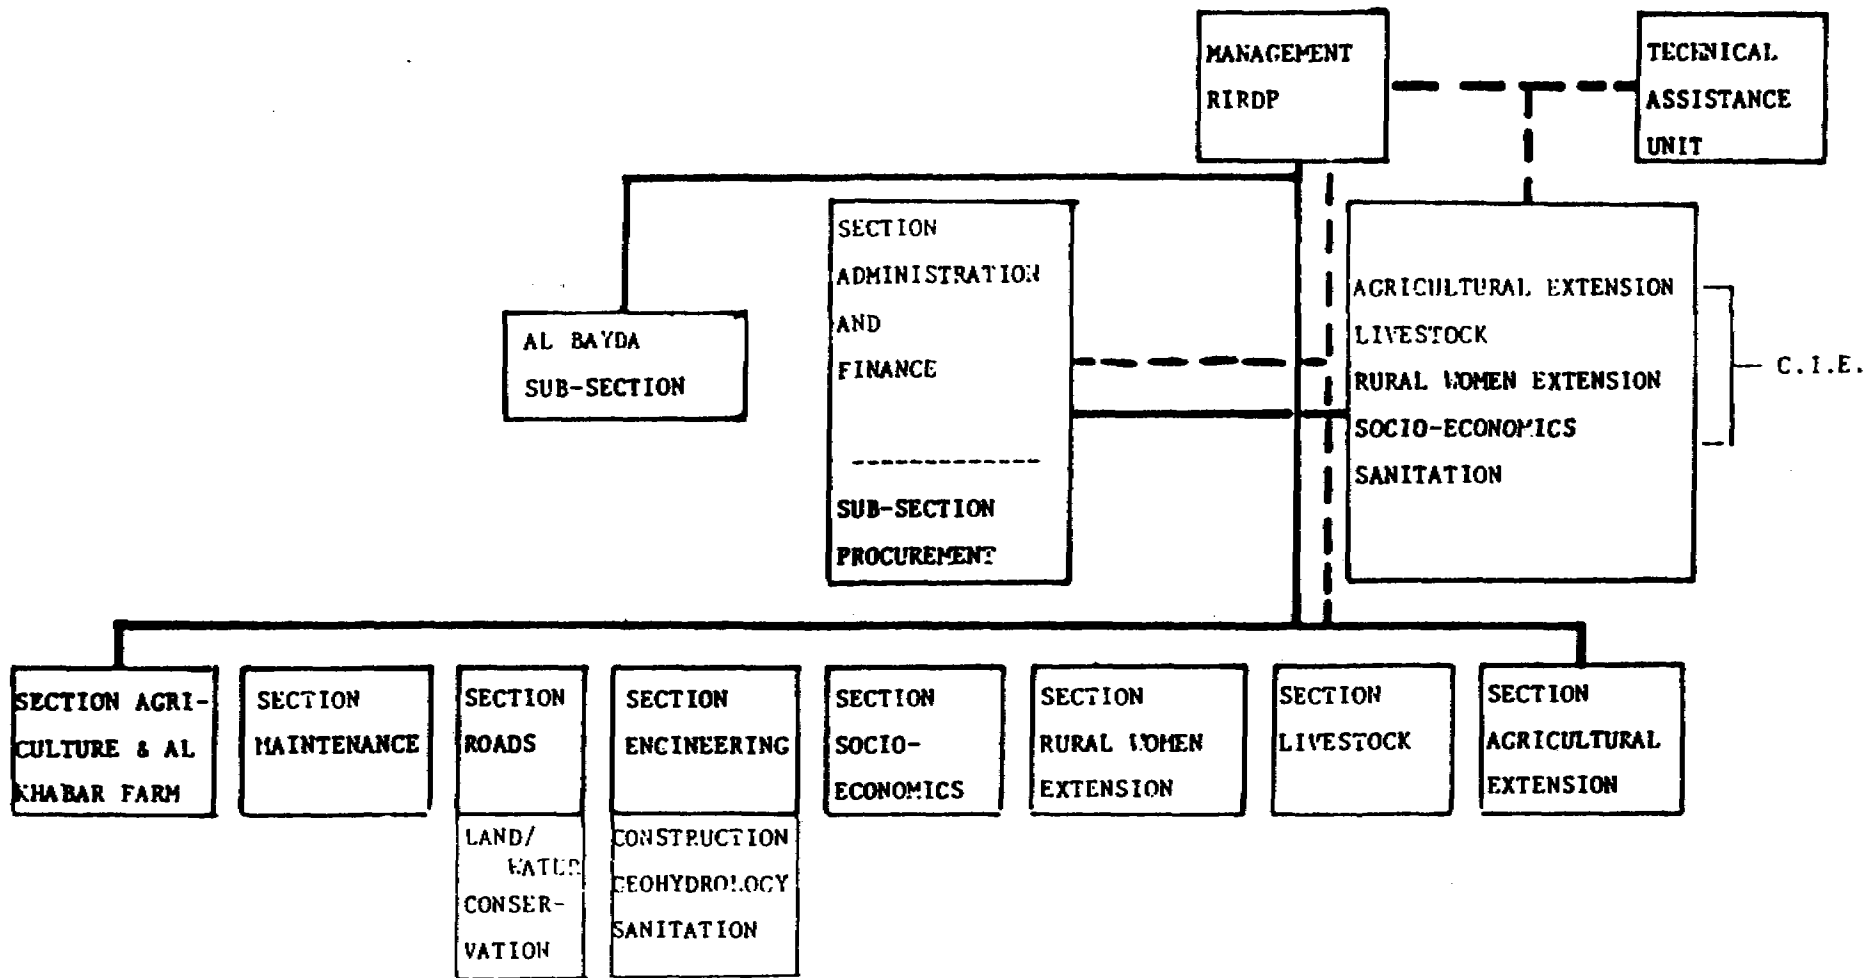 MANAGEMENT
RIRDP
TECHNICAL
ASSISTANCE
UNIT
AL BAYDA
SUB-SECTION
SECTION
ADMINISTRATION
AND
FINANCE
SUB-SECTION
PROCUREMENT
AGRICULTURAL EXTENSION
LIVESTOCK
RURAL WOMEN EXTENSION
SOCIO-ECONOMICS
SANITATION
C.I.E.
SECTION AGRI-
CULTURE & AL
KHABAR FARM
SECTION
MAINTENANCE
SECTION
ROADS
LAND/
WATER
CONSER-
VATION
SECTION
ENGINEERING
CONSTRUCTION
GEOHYDROLOGY
SANITATION
SECTION
SOCIO-
ECONOMICS
SECTION
RURAL WOMEN
EXTENSION
SECTION
LIVESTOCK
SECTION
AGRICULTURAL
EXTENSION